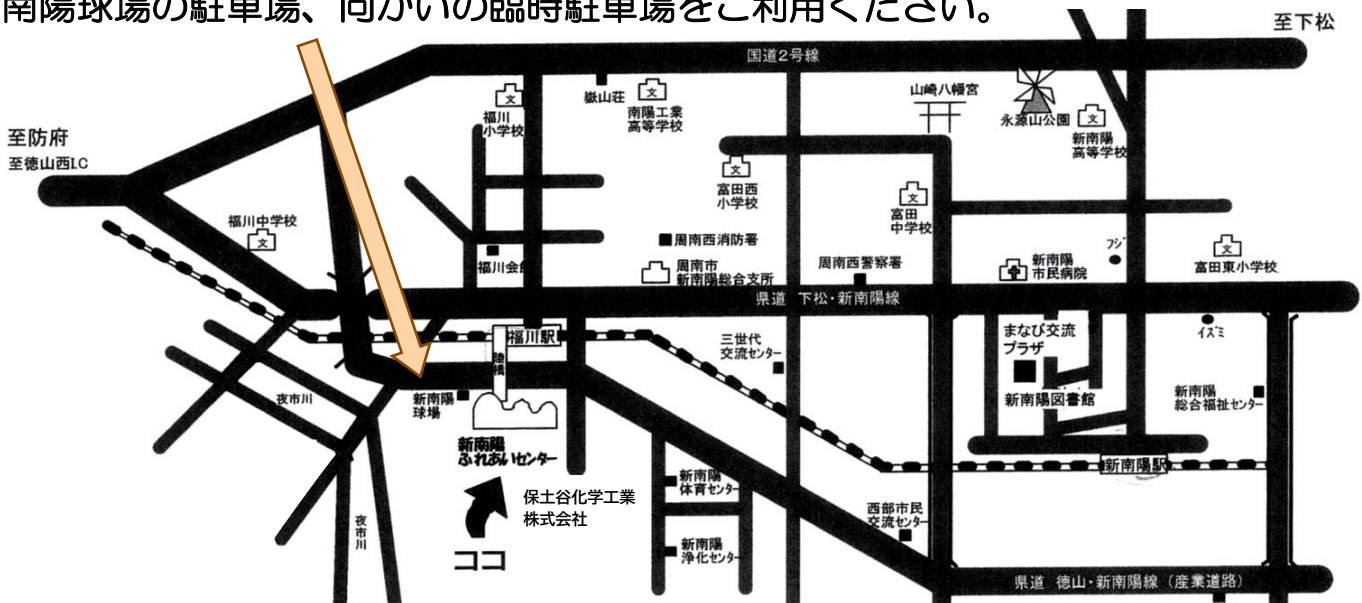 南陽球場の駐車場、向かいの臨時駐車場をご利用ください。
至下松
国道2号線
嶽山荘
山崎八幡宮
福川
小学校
南陽工業
高等学校
永源山公園
新南陽
高等学校
至防府
至徳山西I.C
富田西
小学校
富田
中学校
福川中学校
周南西消防署
福川会館
周南市
新南陽総合支所
周南西警察署
新南陽
市民病院
フジ
富田東小学校
県道 下松・新南陽線
福川駅
陸橋
三世代
交流センター
まなび交流
プラザ
イズミ
夜市川
新南陽
球場
新南陽図書館
新南陽
総合福祉センター
新南陽
ふれあいセンター
新南陽駅
新南陽
体育センター
保土谷化学工業
株式会社
西部市民
交流センター
夜市川
ココ
新南陽
浄化センター
県道 徳山・新南陽線(産業道路)